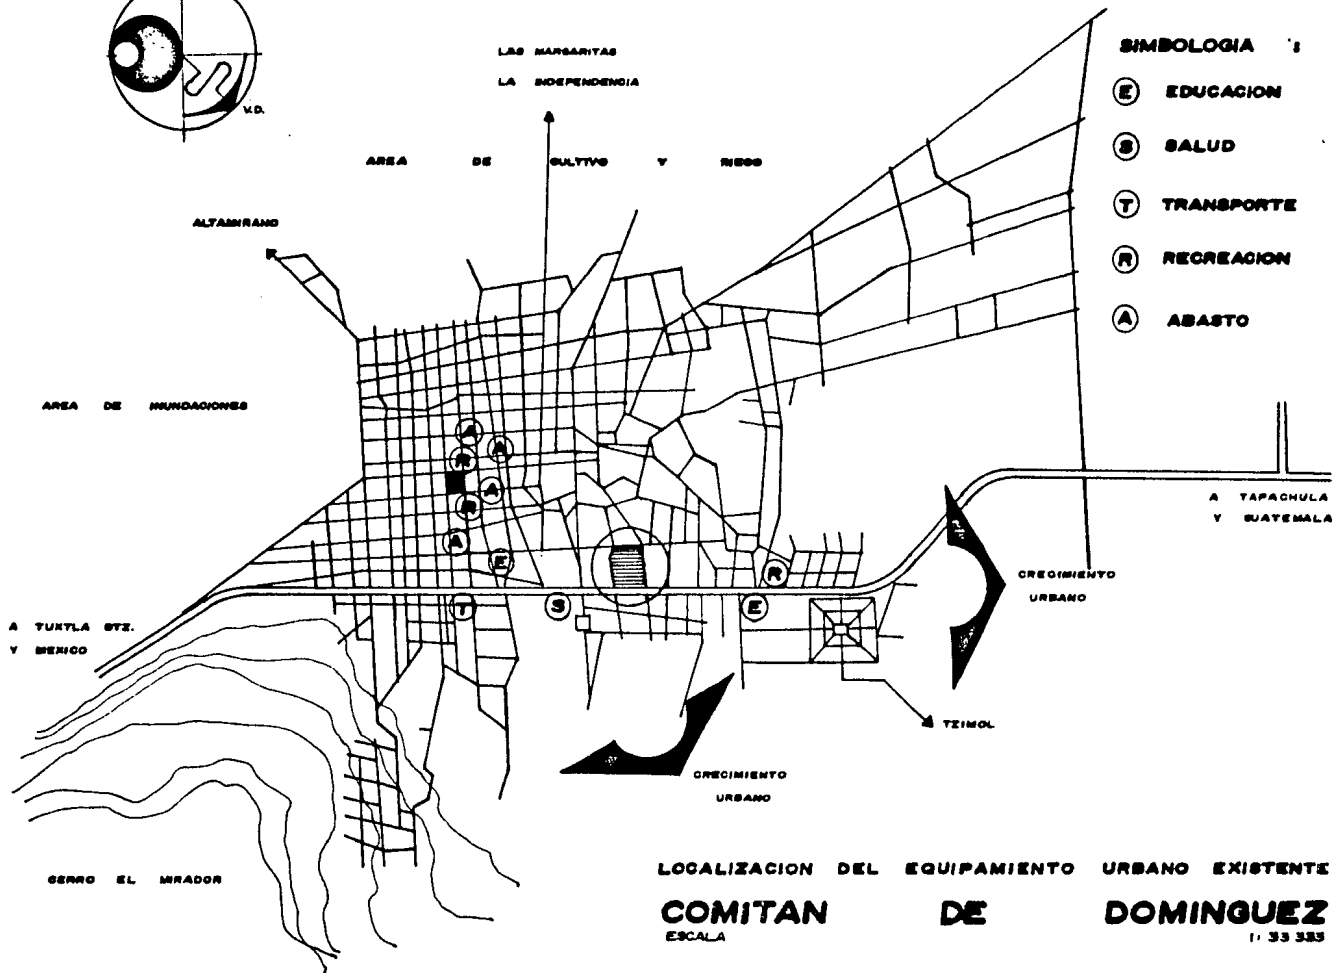 V.D.
LAS MARGARITAS
LA INDEPENDENCIA
AREA DE CULTIVO Y RIEGO
ALTAMIRANO
AREA DE INUNDACIONES
SIMBOLOGIA :
E EDUCACION
S SALUD
T TRANSPORTE
R RECREACION
A ABASTO
A
A
R
A
R
A
E
T
S
R
E
A TAPACHULA
Y GUATEMALA
CRECIMIENTO
URBANO
A TUXTLA GTZ.
Y MEXICO
TZIMOL
CRECIMIENTO
URBANO
CERRO EL MIRADOR
LOCALIZACION DEL EQUIPAMIENTO URBANO EXISTENTE
COMITAN DE DOMINGUEZ
ESCALA 1: 33 333